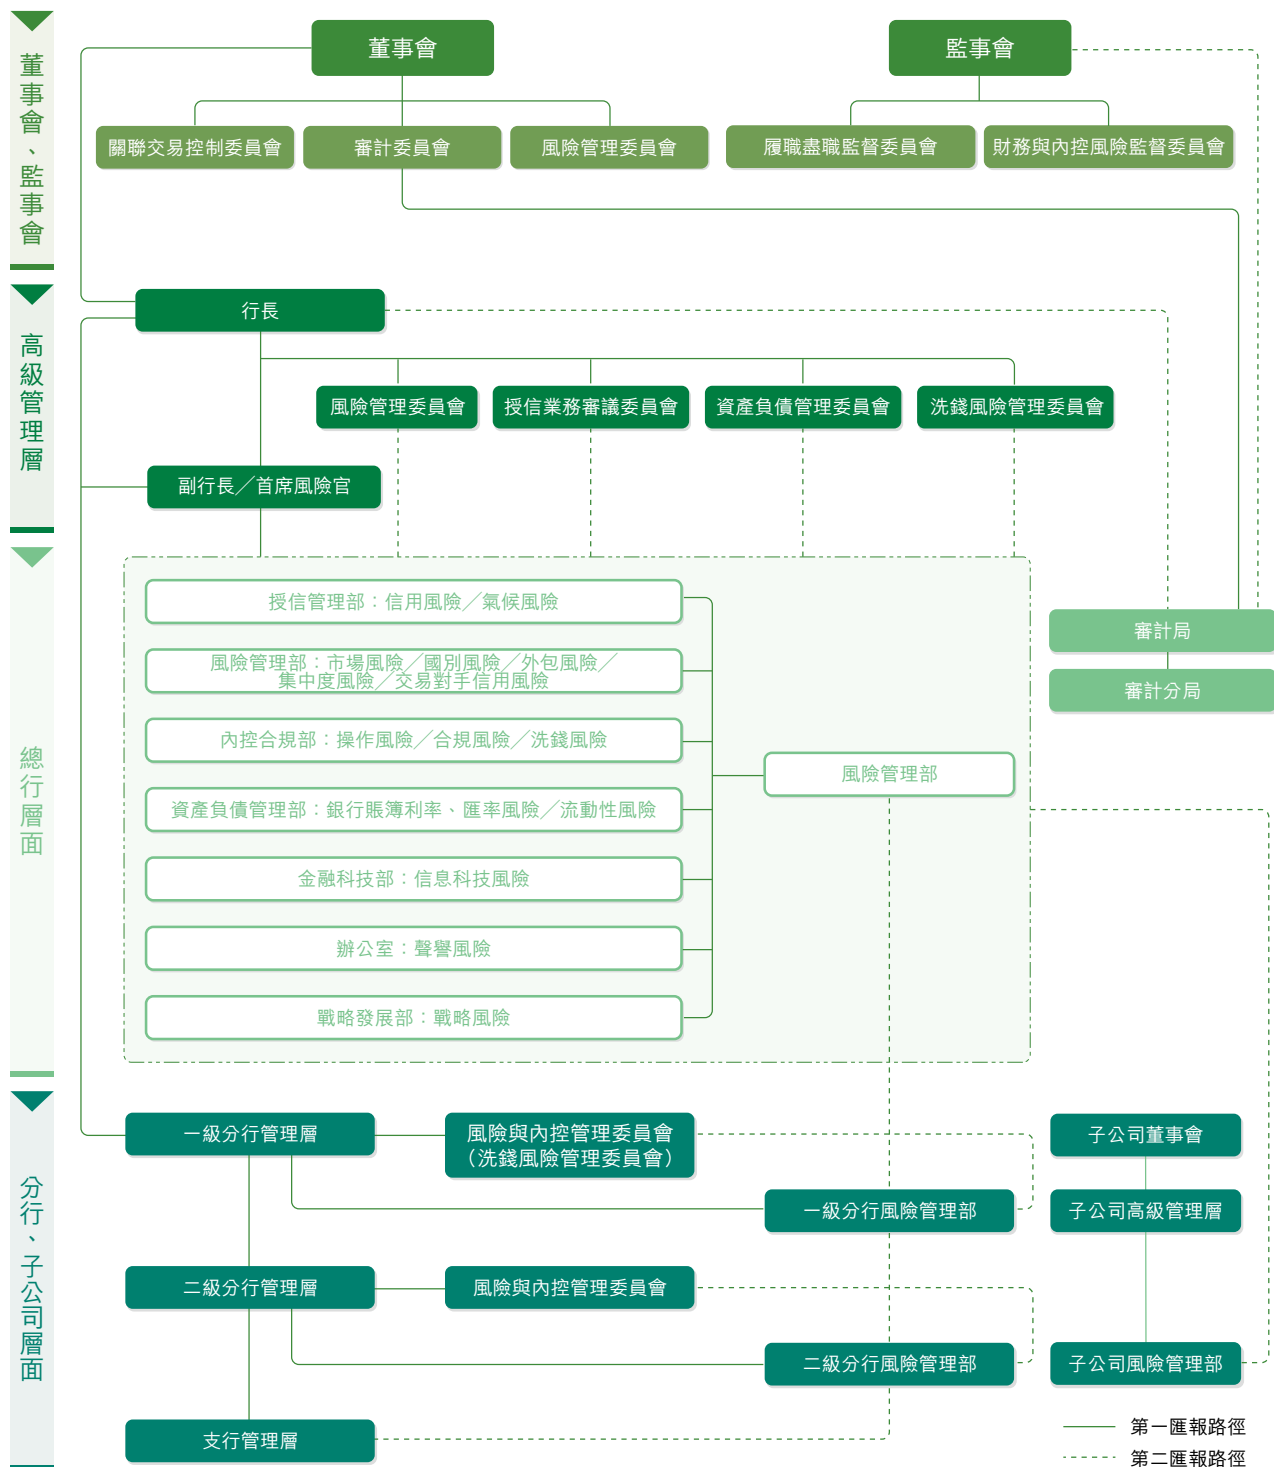 董事會、監事會
董事會
監事會
關聯交易控制委員會
審計委員會
風險管理委員會
履職盡職監督委員會
財務與內控風險監督委員會
高級管理層
行長
風險管理委員會
授信業務審議委員會
資產負債管理委員會
洗錢風險管理委員會
副行長╱首席風險官
總行層面
授信管理部：信用風險╱氣候風險
風險管理部：市場風險╱國別風險╱外包風險╱
集中度風險╱交易對手信用風險
內控合規部：操作風險╱合規風險╱洗錢風險
資產負債管理部：銀行賬簿利率、匯率風險╱流動性風險
金融科技部：信息科技風險
辦公室：聲譽風險
戰略發展部：戰略風險
風險管理部
審計局
審計分局
分行、子公司層面
一級分行管理層
風險與內控管理委員會
（洗錢風險管理委員會）
子公司董事會
一級分行風險管理部
子公司高級管理層
二級分行管理層
風險與內控管理委員會
二級分行風險管理部
子公司風險管理部
支行管理層
第一匯報路徑
第二匯報路徑